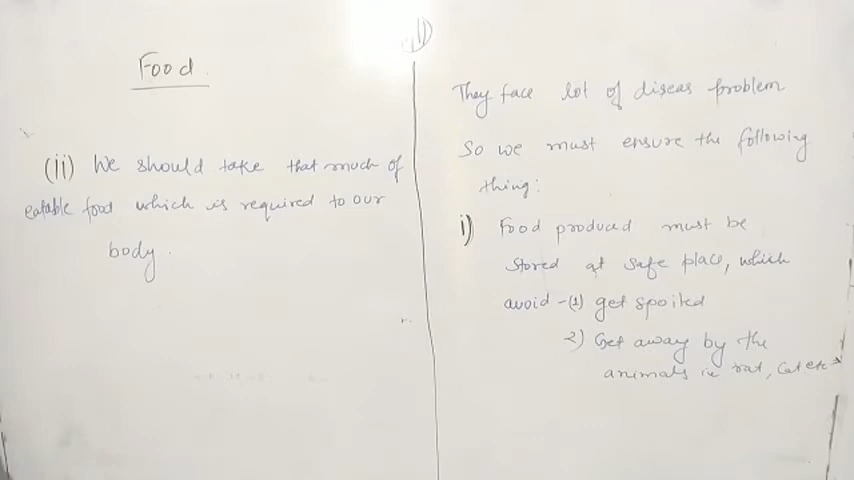 Food
(ii) We should take that much of
eatable food which is required to our
body.
They face lot of diseas problem
So we must ensure the following
thing:
i) Food produced must be
stored at safe place, which
avoid -(1) get spoiled
2) Get away by the
animals ie rat, Cat etc